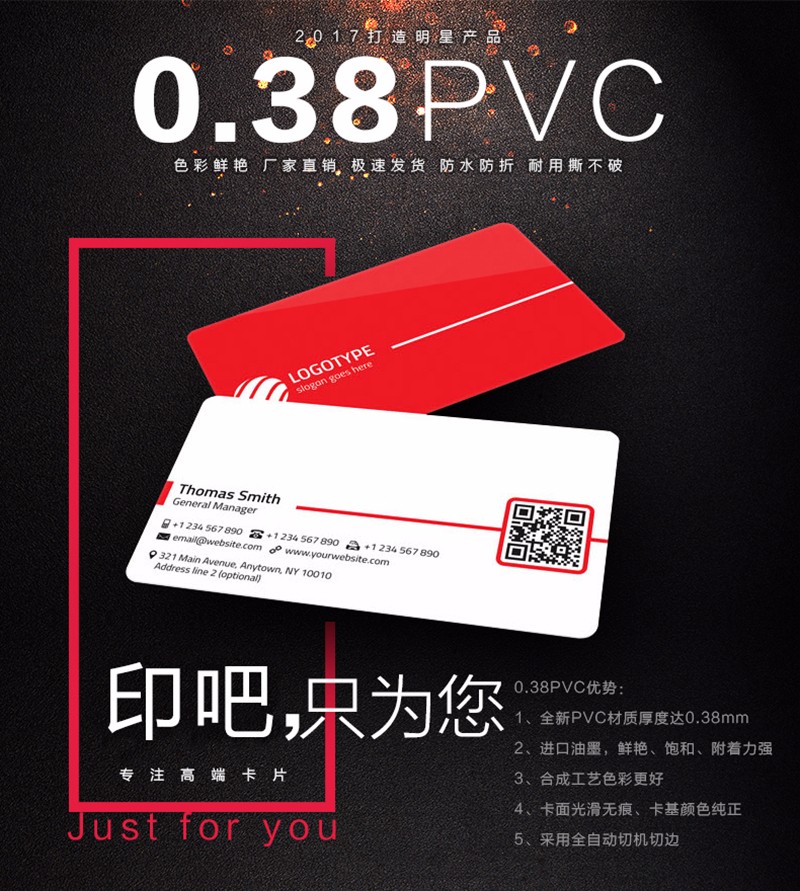 2017打造明星产品
0.38PVC
色彩鲜艳 厂家直销 极速发货 防水防折 耐用撕不破
LOGOTYPE
slogan goes here
Thomas Smith
General Manager
+1 234 567 890 +1 234 567 890 +1 234 567 890
email@website.com www.yourwebsite.com
321 Main Avenue, Anytown, NY 10010
Address line 2 (optional)
印吧,只为您
专注高端卡片
Just for you
0.38PVC优势：
1、全新PVC材质厚度达0.38mm
2、进口油墨，鲜艳、饱和、附着力强
3、合成工艺色彩更好
4、卡面光滑无痕、卡基颜色纯正
5、采用全自动切机切边